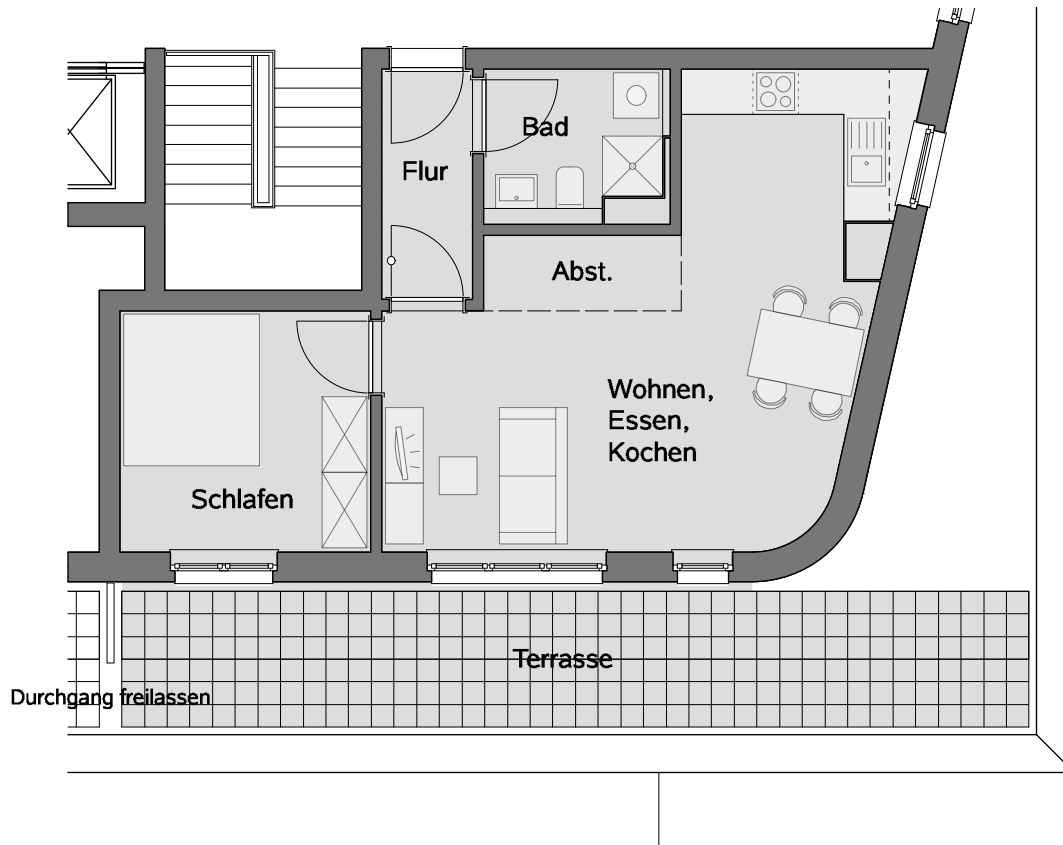 Bad
Flur
Abst.
Wohnen,
Essen,
Kochen
Schlafen
Terrasse
Durchgang freilassen